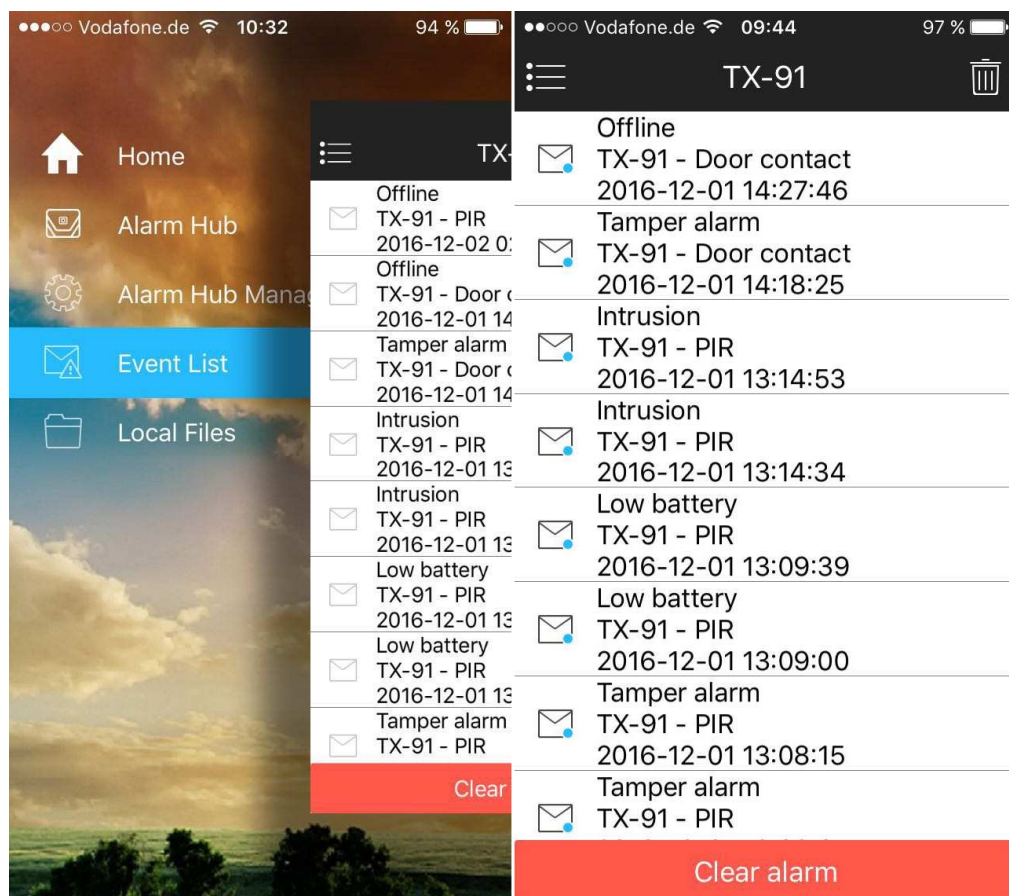 Vodafone.de 10:32 94 %
Home
Alarm Hub
Alarm Hub Mana
Event List
Local Files
TX-
Offline
TX-91 - PIR
2016-12-02 0
Offline
TX-91 - Door
2016-12-01 14
Tamper alarm
TX-91 - Door
2016-12-01 14
Intrusion
TX-91 - PIR
2016-12-01 13
Intrusion
TX-91 - PIR
2016-12-01 13
Low battery
TX-91 - PIR
2016-12-01 13
Low battery
TX-91 - PIR
2016-12-01 13
Tamper alarm
TX-91 - PIR
Clear
Vodafone.de 09:44 97 %
TX-91
Offline
TX-91 - Door contact
2016-12-01 14:27:46
Tamper alarm
TX-91 - Door contact
2016-12-01 14:18:25
Intrusion
TX-91 - PIR
2016-12-01 13:14:53
Intrusion
TX-91 - PIR
2016-12-01 13:14:34
Low battery
TX-91 - PIR
2016-12-01 13:09:39
Low battery
TX-91 - PIR
2016-12-01 13:09:00
Tamper alarm
TX-91 - PIR
2016-12-01 13:08:15
Tamper alarm
TX-91 - PIR
Clear alarm